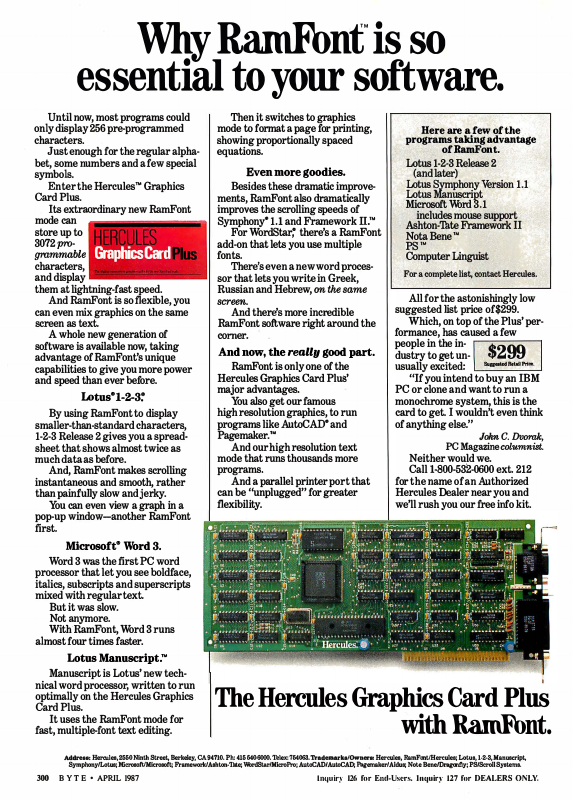 Why RamFont™ is so
essential to your software.
Until now, most programs could
only display 256 pre-programmed
characters.
Just enough for the regular alpha-
bet, some numbers and a few special
symbols.
Enter the Hercules™ Graphics
Card Plus.
Its extraordinary new RamFont
mode can
store up to
3072 pro-
grammable
characters,
and display
them at lightning-fast speed.
HERCULES
Graphics Card Plus
And RamFont is so flexible, you
can even mix graphics on the same
screen as text.
A whole new generation of
software is available now, taking
advantage of RamFont's unique
capabilities to give you more power
and speed than ever before.
Lotus® 1-2-3®
By using RamFont to display
smaller-than-standard characters,
1-2-3 Release 2 gives you a spread-
sheet that shows almost twice as
much data as before.
And, RamFont makes scrolling
instantaneous and smooth, rather
than painfully slow and jerky.
You can even view a graph in a
pop-up window—another RamFont
first.
Microsoft® Word 3.
Word 3 was the first PC word
processor that let you see boldface,
italics, subscripts and superscripts
mixed with regular text.
But it was slow.
Not anymore.
With RamFont, Word 3 runs
almost four times faster.
Lotus Manuscript.™
Manuscript is Lotus' new tech-
nical word processor, written to run
optimally on the Hercules Graphics
Card Plus.
It uses the RamFont mode for
fast, multiple-font text editing.
Then it switches to graphics
mode to format a page for printing,
showing proportionally spaced
equations.
Even more goodies.
Besides these dramatic improve-
ments, RamFont also dramatically
improves the scrolling speeds of
Symphony® 1.1 and Framework II.™
For WordStar®, there's a RamFont
add-on that lets you use multiple
fonts.
There's even a new word proces-
sor that lets you write in Greek,
Russian and Hebrew, on the same
screen.
And there's more incredible
RamFont software right around the
corner.
And now, the really good part.
RamFont is only one of the
Hercules Graphics Card Plus'
major advantages.
You also get our famous
high resolution graphics, to run
programs like AutoCAD® and
Pagemaker.™
And our high resolution text
mode that runs thousands more
programs.
And a parallel printer port that
can be "unplugged" for greater
flexibility.
Here are a few of the
programs taking advantage
of RamFont.
Lotus 1-2-3 Release 2
(and later)
Lotus Symphony Version 1.1
Lotus Manuscript
Microsoft Word 3.1
includes mouse support
Ashton-Tate Framework II
Nota Bene™
PS™
Computer Linguist
For a complete list, contact Hercules.
All for the astonishingly low
suggested list price of $299.
Which, on top of the Plus' per-
formance, has caused a few
people in the in-
dustry to get un-
usually excited:
$299
Suggested Retail Price.
"If you intend to buy an IBM
PC or clone and want to run a
monochrome system, this is the
card to get. I wouldn't even think
of anything else."
John C. Dvorak,
PC Magazine columnist.
Neither would we.
Call 1-800-532-0600 ext. 212
for the name of an Authorized
Hercules Dealer near you and
we'll rush you our free info kit.
Hercules.
The Hercules Graphics Card Plus
with RamFont.
Address: Hercules, 2550 Ninth Street, Berkeley, CA 94710. Ph: 415 540-6000. Telex: 754063. Trademarks/Owners: Hercules, RamFont/Hercules; Lotus, 1-2-3, Manuscript,
Symphony/Lotus; Microsoft/Microsoft; Framework/Ashton-Tate; WordStar/MicroPro; AutoCAD/AutoCAD; Pagemaker/Aldus; Nota Bene/Dragonfly; PS/Scroll Systems.
300 BYTE • APRIL 1987
Inquiry 126 for End-Users. Inquiry 127 for DEALERS ONLY.